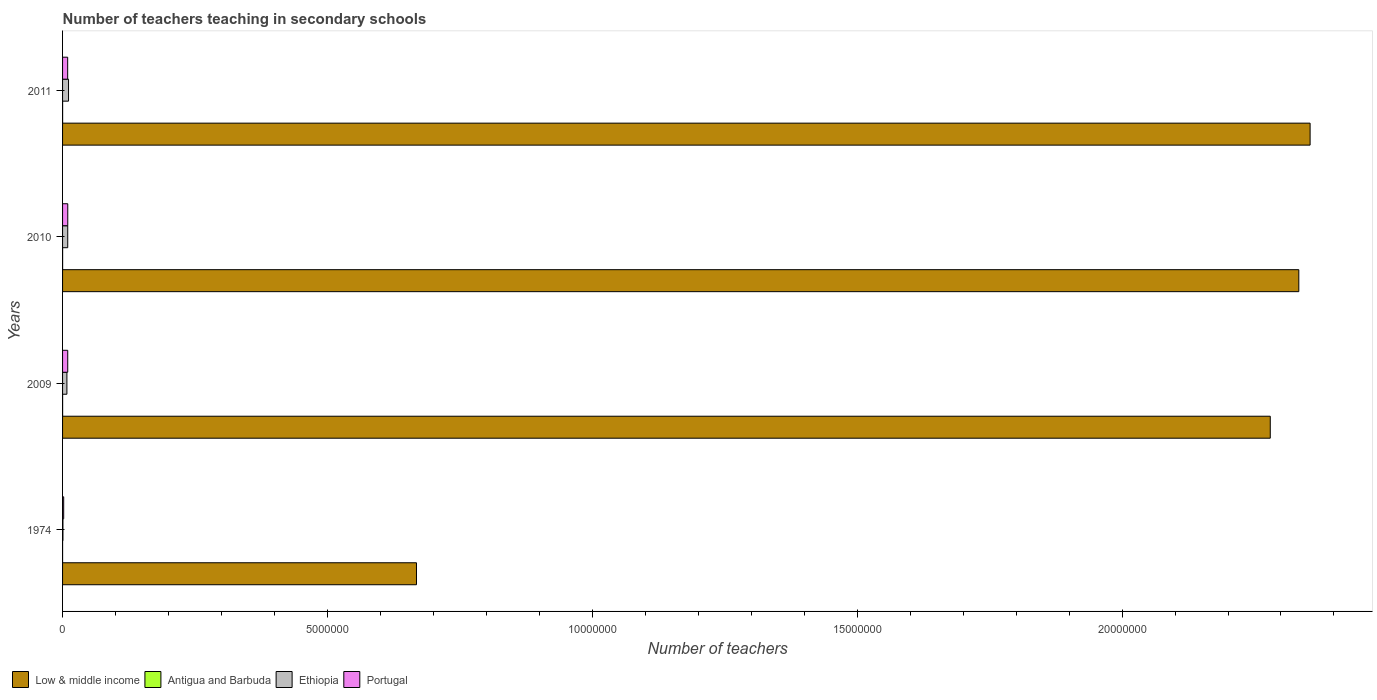 Number of teachers teaching in secondary schools
2011
2010
2009
1974
Years
0
5000000
10000000
15000000
20000000
Number of teachers
Low & middle income
Antigua and Barbuda
Ethiopia
Portugal